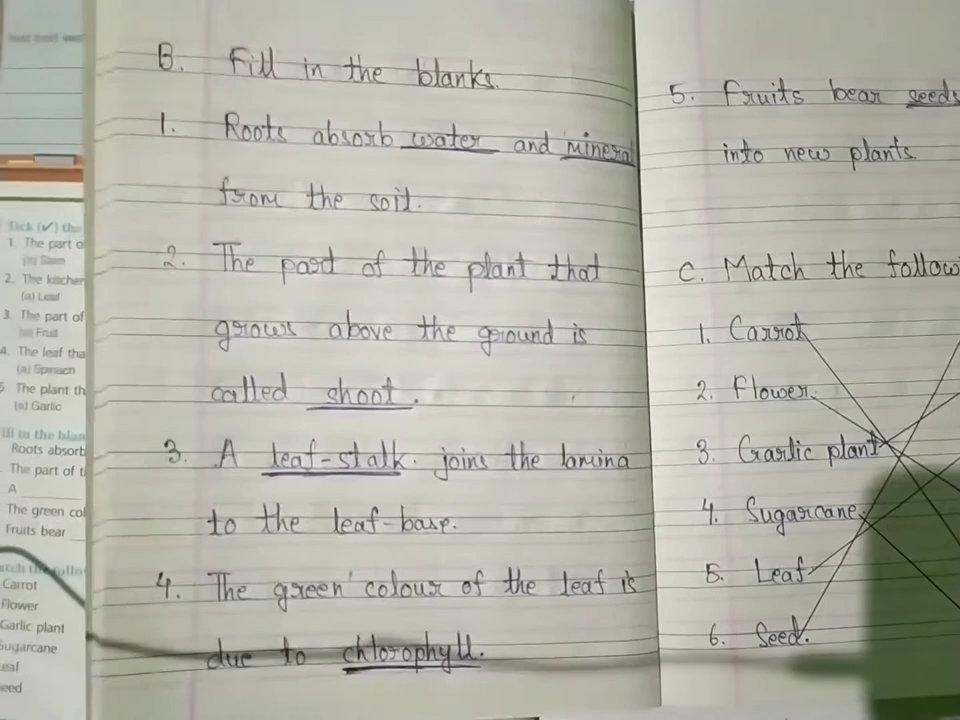 B. Fill in the blanks.
1. Roots absorb water and mineral
from the soil.
2. The part of the plant that
grows above the ground is
called shoot.
3. A leaf-stalk. joins the lamina
to the leaf-base.
4. The green colour of the leaf is
due to chlorophyll.
5. Fruits bear seeds
into new plants
C. Match the follow
1. Carrot
2. Flower.
3. Garlic plant
4. Sugarcane
5. Leaf
6. Seed.
Tick (✓) the
1. The part o
(a) Stem
2. The kitchen
(a) Leaf
3. The part of
(a) Fruit
4. The leaf tha
(a) Spinach
5. The plant th
(a) Garlic
ill in the blan
Roots absorb
The part of t
A
The green col
Fruits bear
Carrot
Flower
Garlic plant
Sugarcane
eaf
eed